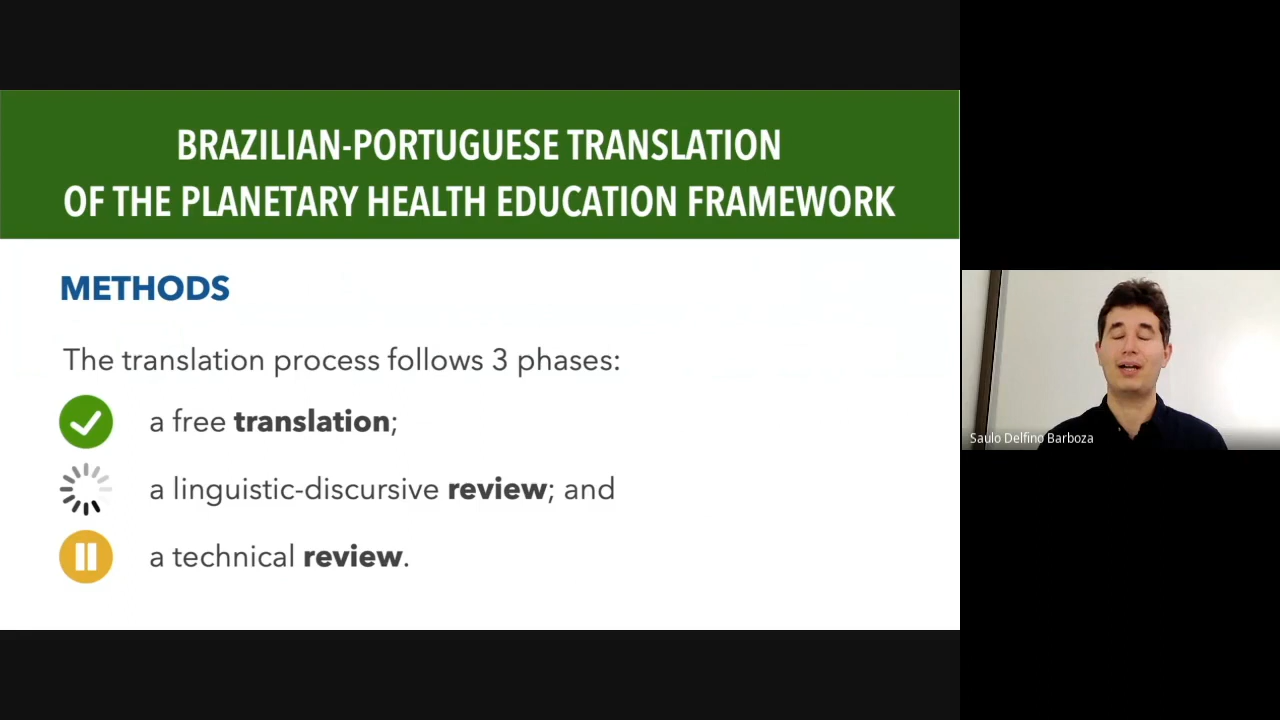 BRAZILIAN-PORTUGUESE TRANSLATION
OF THE PLANETARY HEALTH EDUCATION FRAMEWORK
METHODS
The translation process follows 3 phases:
a free translation;
a linguistic-discursive review; and
a technical review.
Saulo Delfino Barboza